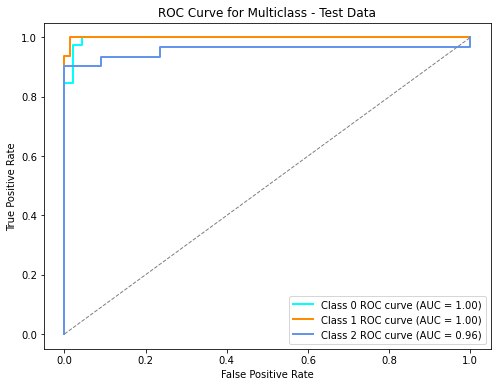 ROC Curve for Multiclass - Test Data
True Positive Rate
1.0
0.8
0.6
0.4
0.2
0.0
Class 0 ROC curve (AUC = 1.00)
Class 1 ROC curve (AUC = 1.00)
Class 2 ROC curve (AUC = 0.96)
0.0 0.2 0.4 0.6 0.8 1.0
False Positive Rate